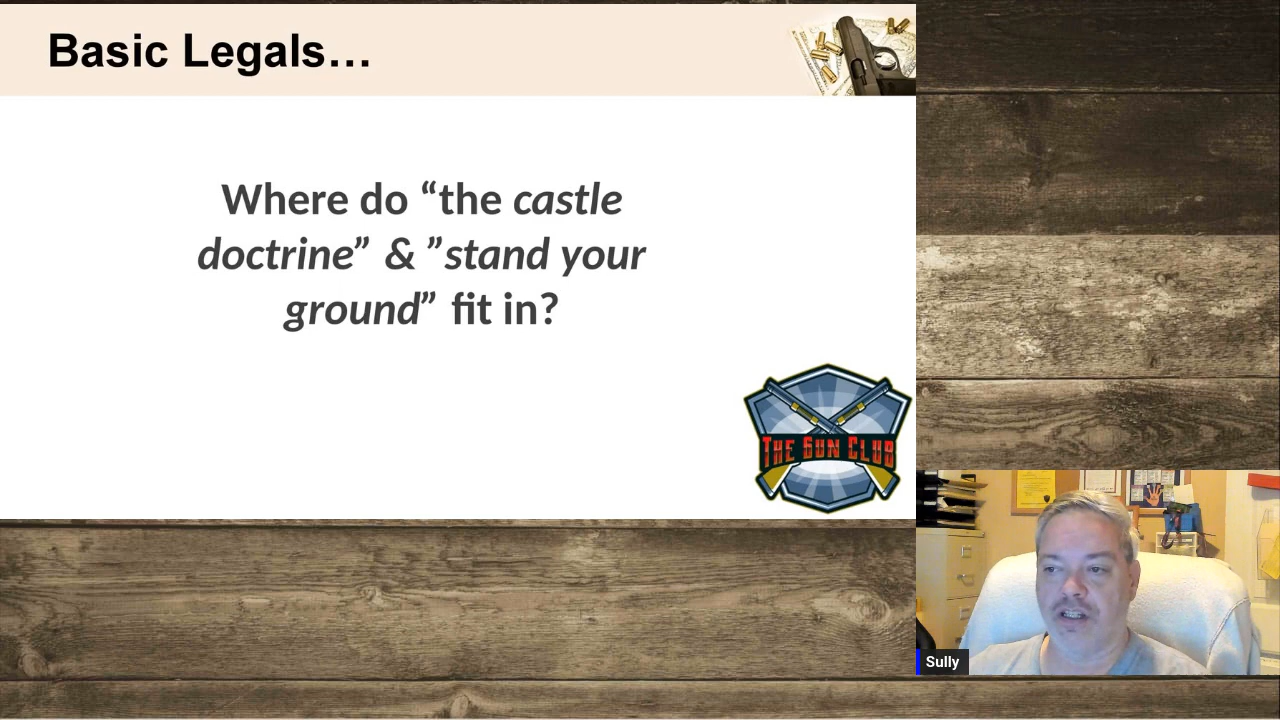 Basic Legals…
Where do “the castle
doctrine” & ”stand your
ground” fit in?
THE GUN CLUB
Sully